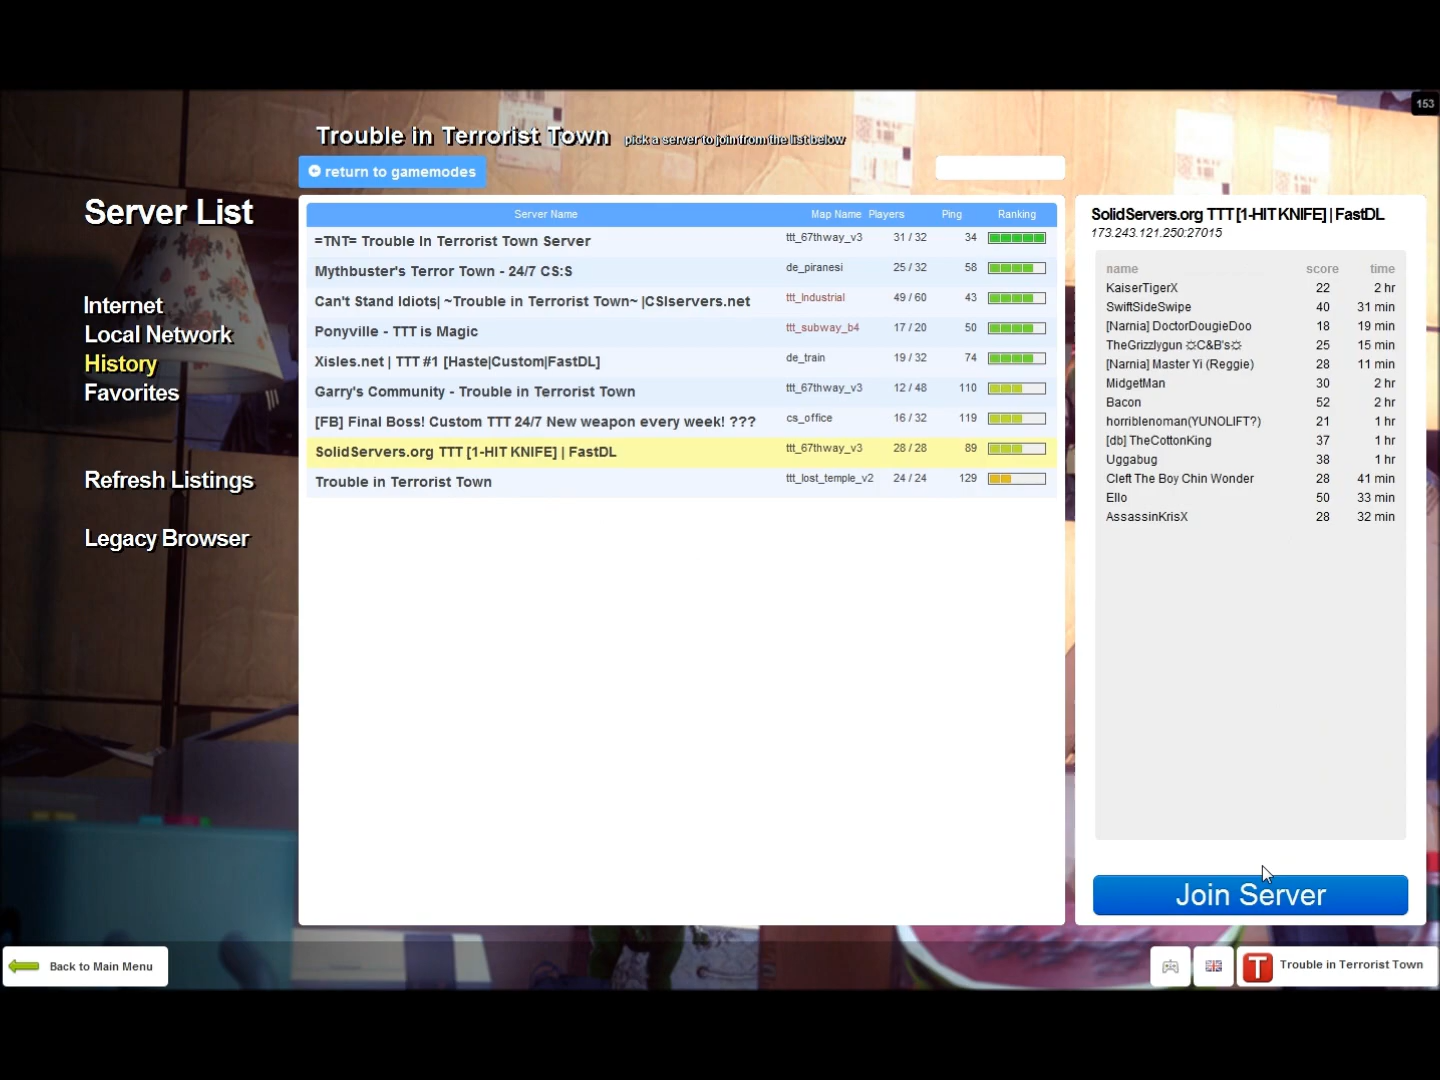 153
Trouble in Terrorist Town pick a server to join from the list below
return to gamemodes
Server List
Internet
Local Network
History
Favorites
Refresh Listings
Legacy Browser
Server Name Map Name Players Ping Ranking
=TNT= Trouble In Terrorist Town Server ttt_67thway_v3 31 / 32 34
Mythbuster's Terror Town - 24/7 CS:S de_piranesi 25 / 32 58
Can't Stand Idiots| ~Trouble in Terrorist Town~ |CSIservers.net ttt_Industrial 49 / 60 43
Ponyville - TTT is Magic ttt_subway_b4 17 / 20 50
Xisles.net | TTT #1 [Haste|Custom|FastDL] de_train 19 / 32 74
Garry's Community - Trouble in Terrorist Town ttt_67thway_v3 12 / 48 110
[FB] Final Boss! Custom TTT 24/7 New weapon every week! ??? cs_office 16 / 32 119
SolidServers.org TTT [1-HIT KNIFE] | FastDL ttt_67thway_v3 28 / 28 89
Trouble in Terrorist Town ttt_lost_temple_v2 24 / 24 129
SolidServers.org TTT [1-HIT KNIFE] | FastDL
173.243.121.250:27015
name score time
KaiserTigerX 22 2 hr
SwiftSideSwipe 40 31 min
[Narnia] DoctorDougieDoo 18 19 min
TheGrizzlygun ☼C&B's☼ 25 15 min
[Narnia] Master Yi (Reggie) 28 11 min
MidgetMan 30 2 hr
Bacon 52 2 hr
horriblenoman(YUNOLIFT?) 21 1 hr
[db] TheCottonKing 37 1 hr
Uggabug 38 1 hr
Cleft The Boy Chin Wonder 28 41 min
Ello 50 33 min
AssassinKrisX 28 32 min
Join Server
Back to Main Menu
T Trouble in Terrorist Town